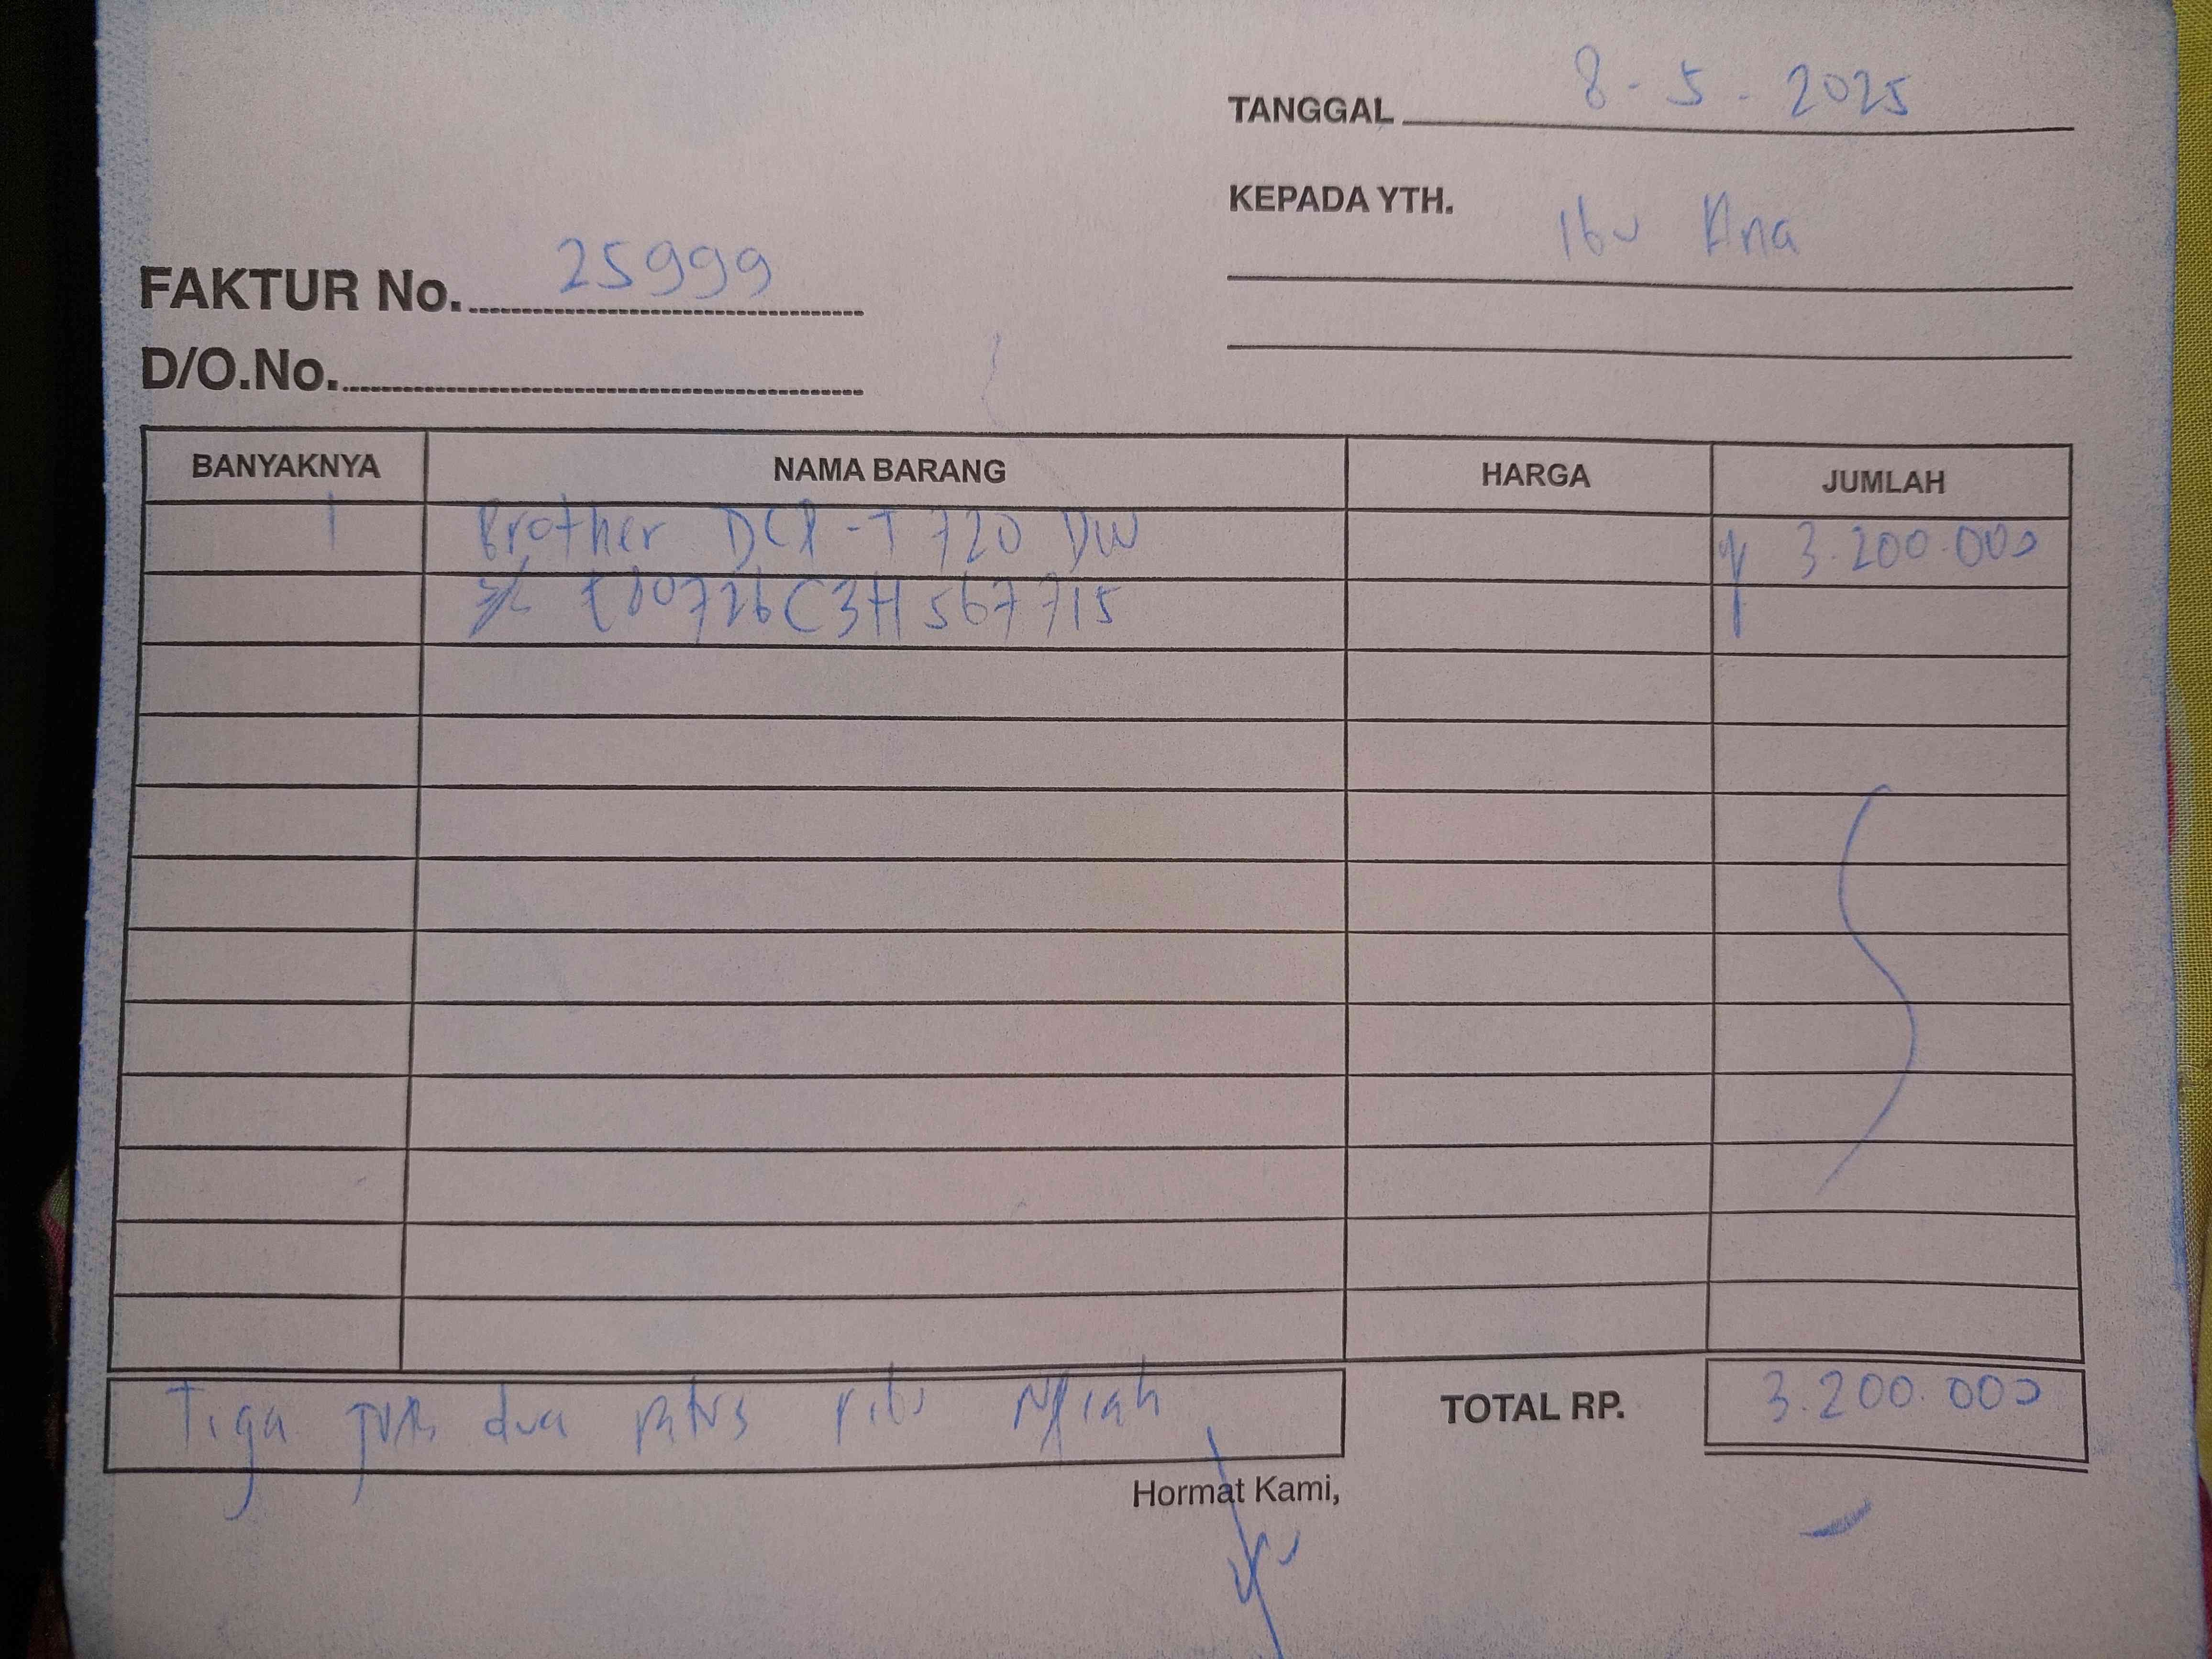 TANGGAL 8-5-2025
KEPADA YTH. Ibu Ana
FAKTUR No. 25999
D/O.No.
BANYAKNYA NAMA BARANG HARGA JUMLAH
1 Brother DCP-T720 DW 3.200.000
E80726C3H567715
Tiga juta dua ratus ribu rupiah TOTAL RP. 3.200.000
Hormat Kami,